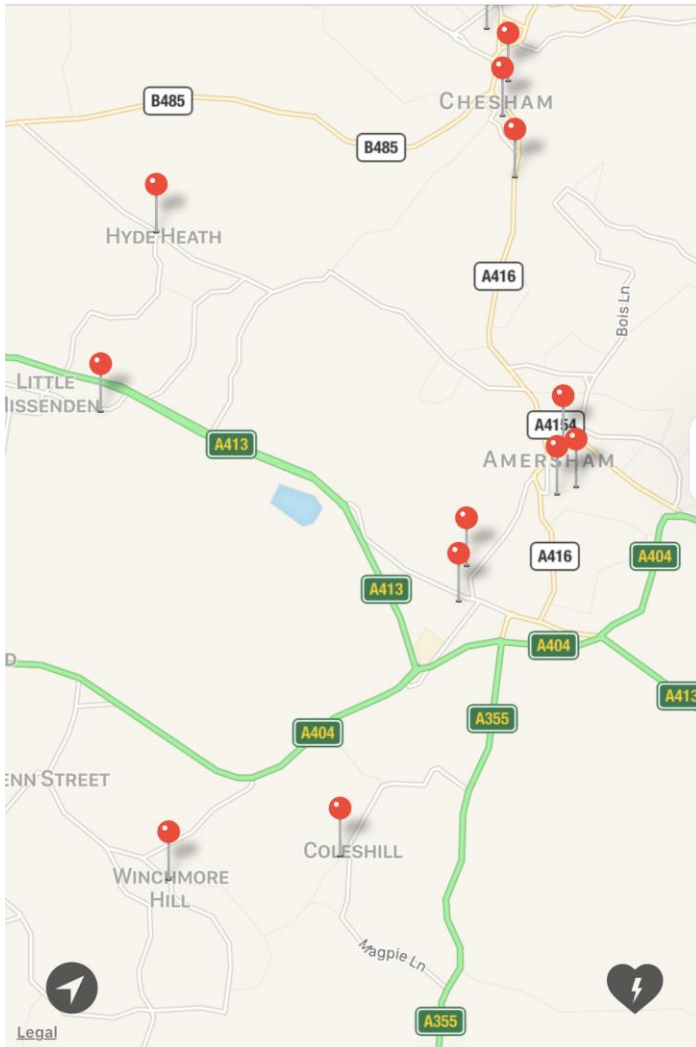 CHESHAM
B485
B485
HYDE HEATH
A416
Bois Ln
LITTLE
MISSENDEN
A4154
A413
AMERSHAM
A416
A404
A413
A404
A413
A355
A404
ENN STREET
COLESHILL
WINCHMORE
HILL
Magpie Ln
A355
Legal